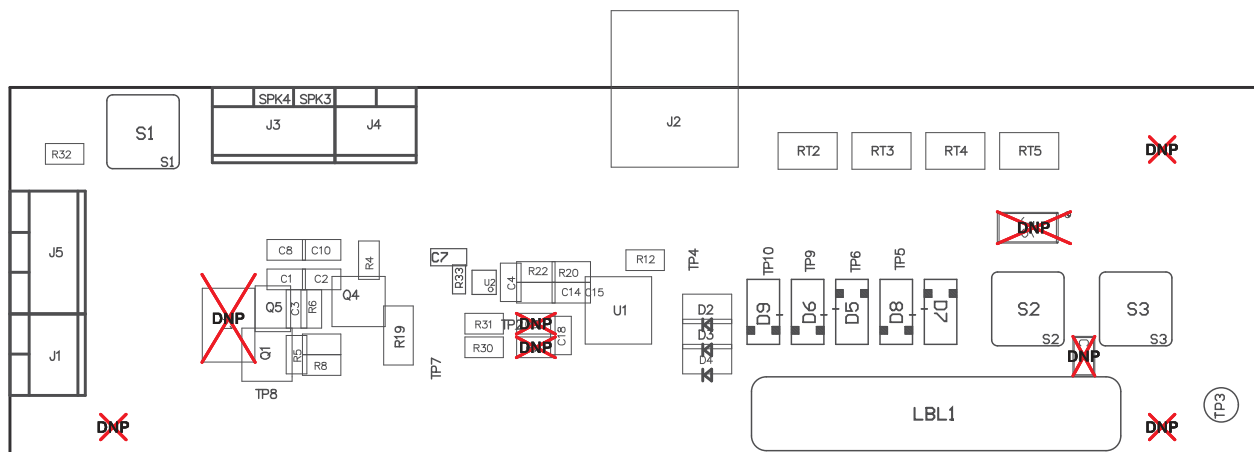 SPK4 SPK3
J3 J4 J2
S1
S1
R32
RT2 RT3 RT4 RT5
DNP
DNP
J5
C8 C10
R4
C7
R12
TP4
TP10 TP9 TP6 TP5
C1 C2
R33
U2
C4
R22 R20
C14 C15
Q4
Q5
C3
R6
DNP
R19
R31
DNP
C18
U1
D2
D3
D4
D9 D6 D5 D8 D7
S2 S3
S2 S3
J1
Q1
R5
R8
R30
DNP
TP7
DNP
TP8
LBL1
TP3
DNP
DNP